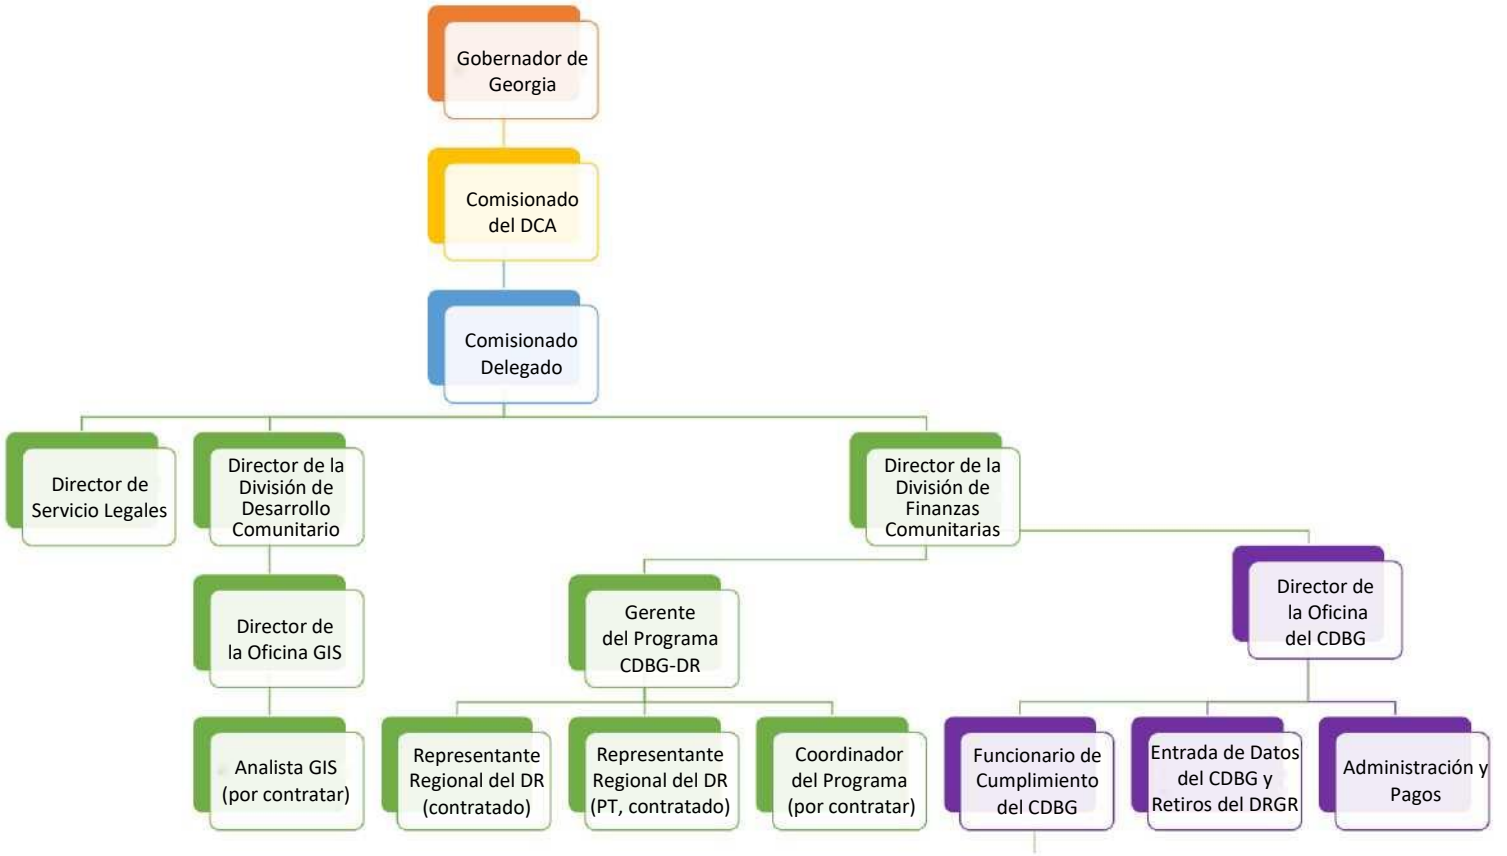 Gobernador de
Georgia
Comisionado
del DCA
Comisionado
Delegado
Director de
Servicio Legales
Director de la
División de
Desarrollo
Comunitario
Director de la
División de
Finanzas
Comunitarias
Director de
la Oficina GIS
Gerente
del Programa
CDBG-DR
Director de
la Oficina
del CDBG
Analista GIS
(por contratar)
Representante
Regional del DR
(contratado)
Representante
Regional del DR
(PT, contratado)
Coordinador
del Programa
(por contratar)
Funcionario de
Cumplimiento
del CDBG
Entrada de Datos
del CDBG y
Retiros del DRGR
Administración y
Pagos